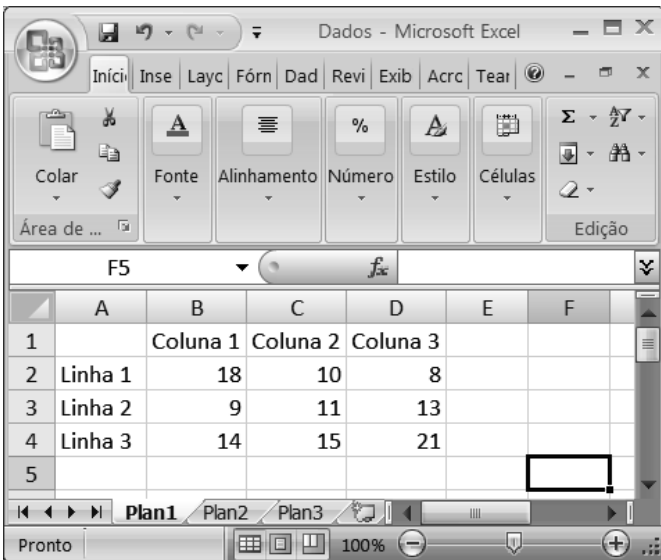 Dados - Microsoft Excel
Iníci Inse Layc Fórn Dad Revi Exib Acrc Tear
Colar Fonte Alinhamento Número Estilo Células
Área de ... Edição
F5 fx
A B C D E F
1 Coluna 1 Coluna 2 Coluna 3
2 Linha 1 18 10 8
3 Linha 2 9 11 13
4 Linha 3 14 15 21
5
Plan1 Plan2 Plan3
Pronto 100%